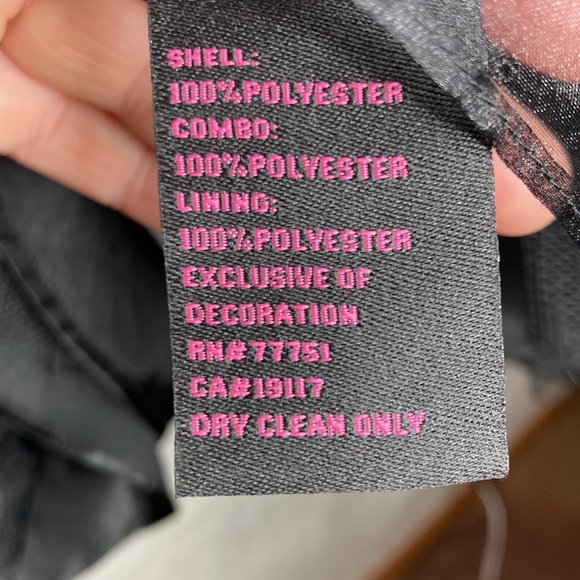 SHELL:
100%POLYESTER
COMBO:
100%POLYESTER
LINING:
100%POLYESTER
EXCLUSIVE OF
DECORATION
RN#77751
CA#19117
DRY CLEAN ONLY